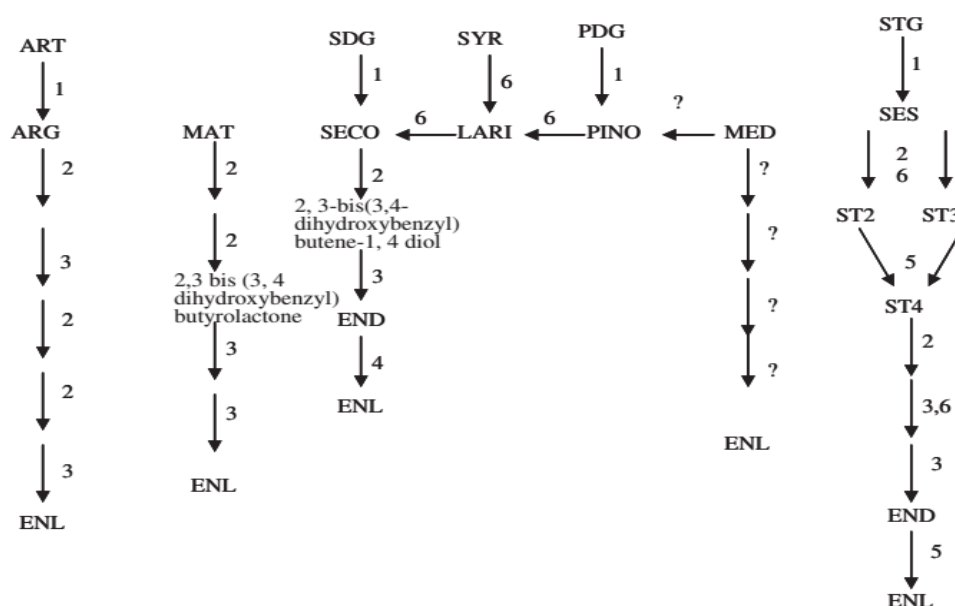 ART
1
ARG
2
3
2
2
3
ENL
MAT
2
2
2,3 bis (3, 4
dihydroxybenzyl)
butyrolactone
3
3
ENL
SDG
1
SECO
2
2, 3-bis(3,4-
dihydroxybenzyl)
butene-1, 4 diol
3
END
4
ENL
SYR
6
6
LARI
6
PDG
1
PINO
?
MED
?
?
?
?
ENL
STG
1
SES
2
6
ST2
ST3
5
ST4
2
3,6
3
END
5
ENL